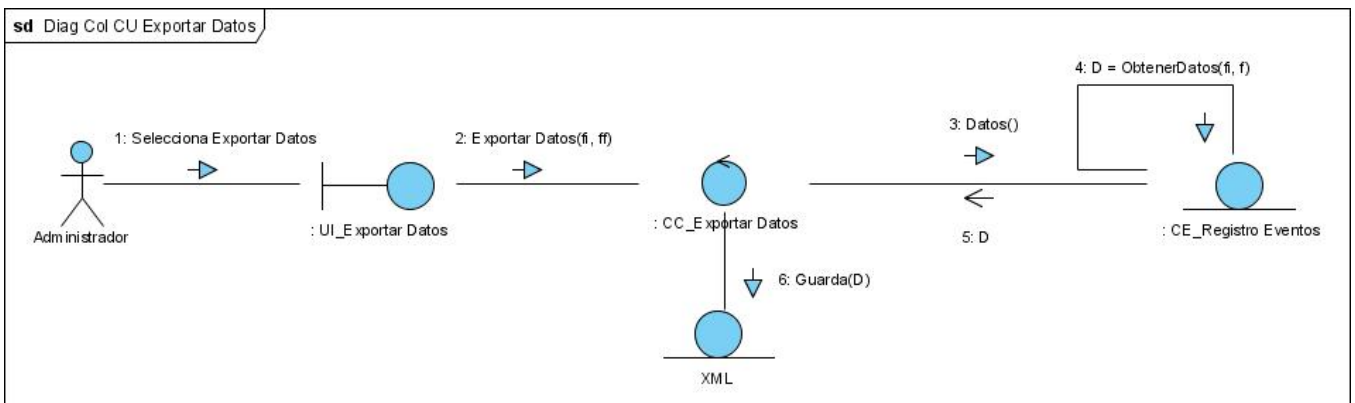 sd Diag Col CU Exportar Datos
4: D = ObtenerDatos(fi, f)
1: Selecciona Exportar Datos
2: Exportar Datos(fi, ff)
3: Datos()
Administrador
: UI_Exportar Datos
: CC_Exportar Datos
5: D
: CE_Registro Eventos
6: Guarda(D)
XML